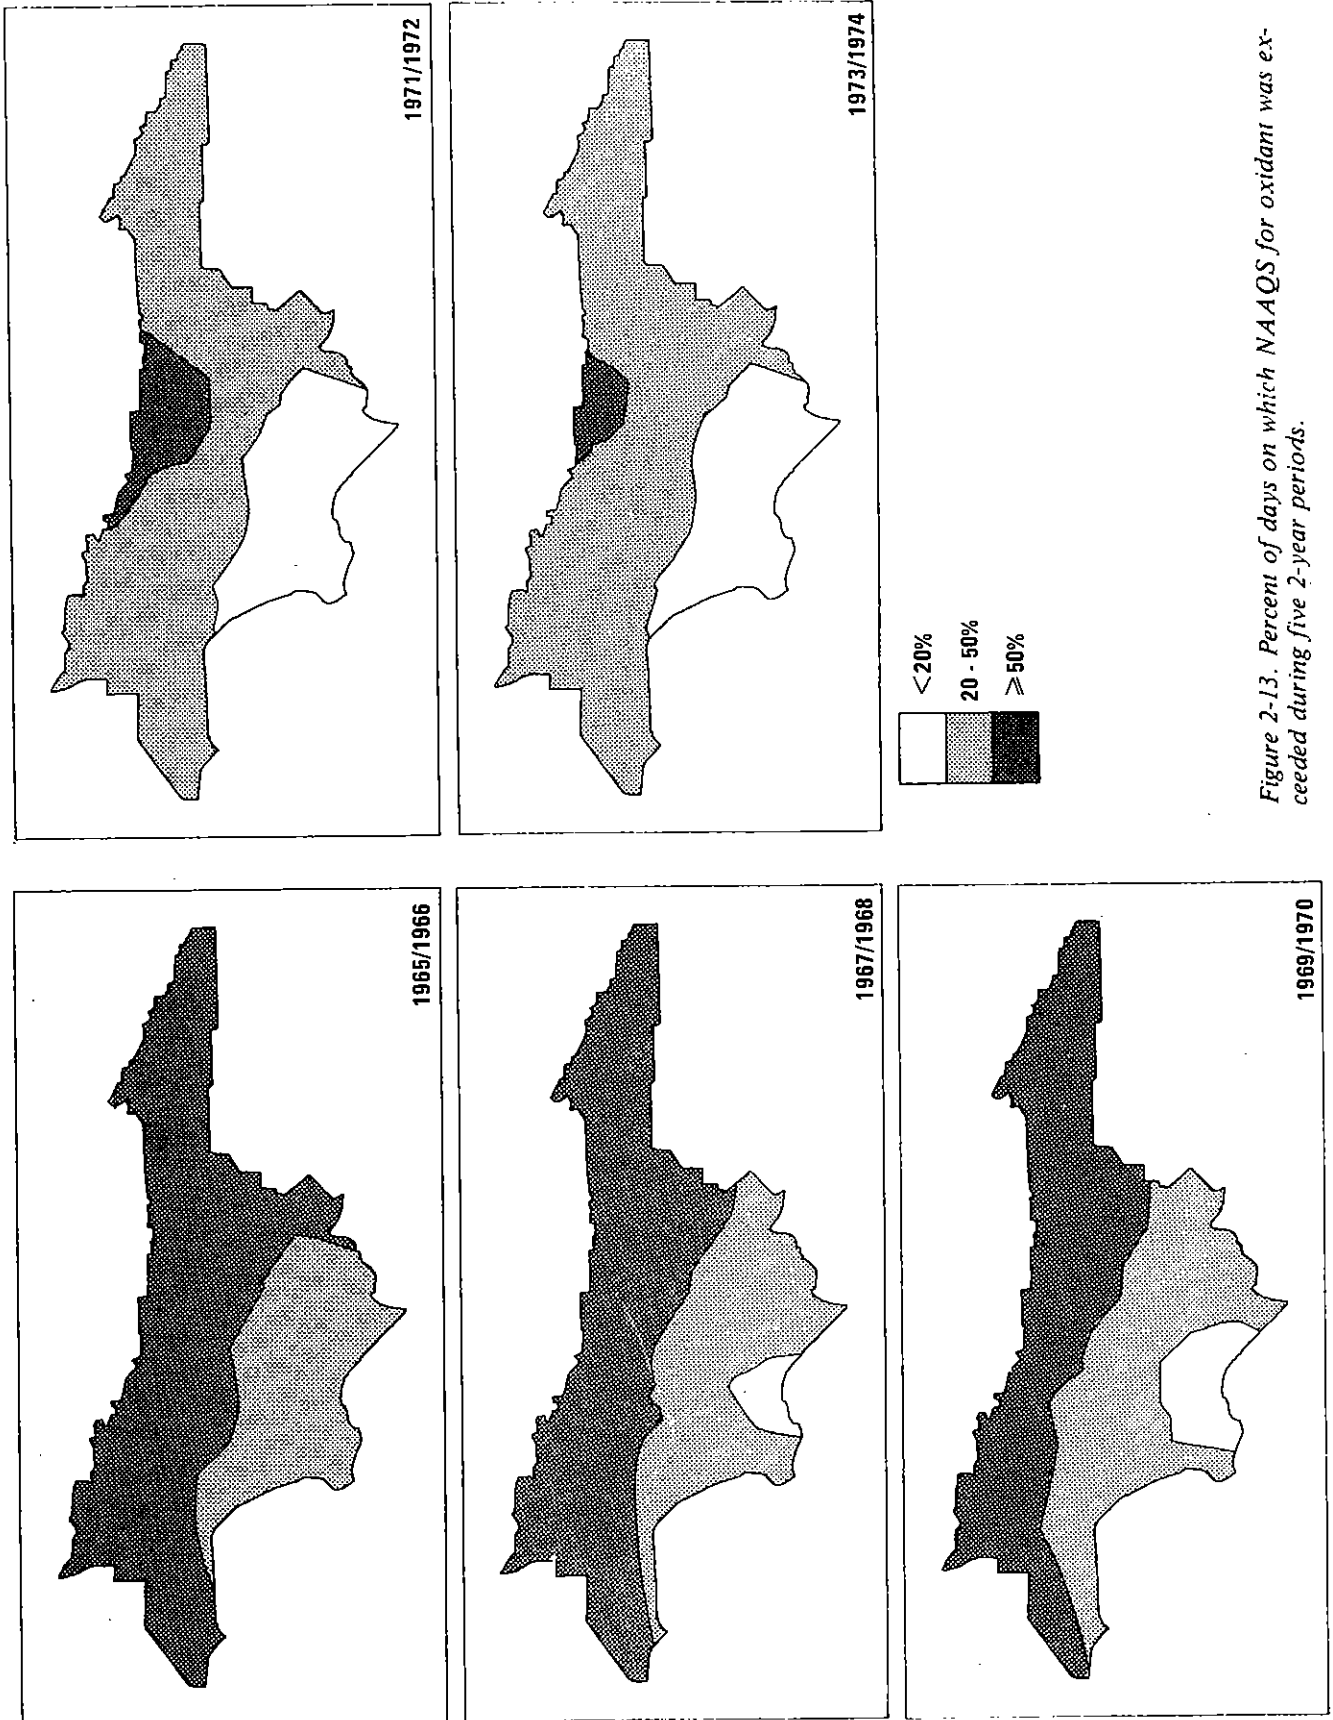 1965/1966
1967/1968
1969/1970
1971/1972
1973/1974
<20%
20 - 50%
⩾50%
Figure 2-13. Percent of days on which NAAQS for oxidant was ex-
ceeded during five 2-year periods.